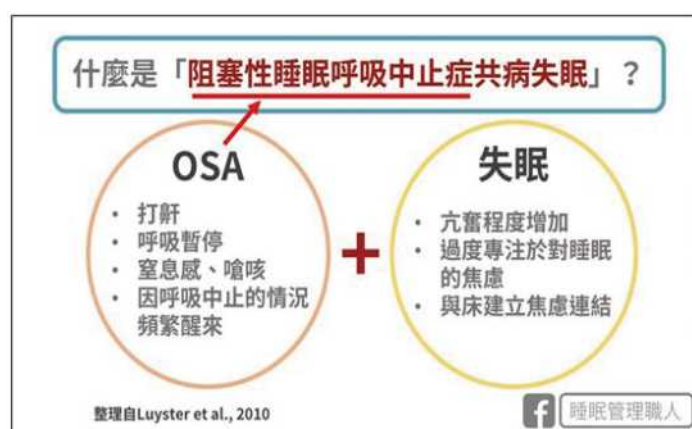 什麼是「阻塞性睡眠呼吸中止症共病失眠」？
OSA
• 打鼾
• 呼吸暫停
• 窒息感、嗆咳
• 因呼吸中止的情況
頻繁醒來
+
失眠
• 亢奮程度增加
• 過度專注於對睡眠
的焦慮
• 與床建立焦慮連結
整理自Luyster et al., 2010
f 睡眠管理職人